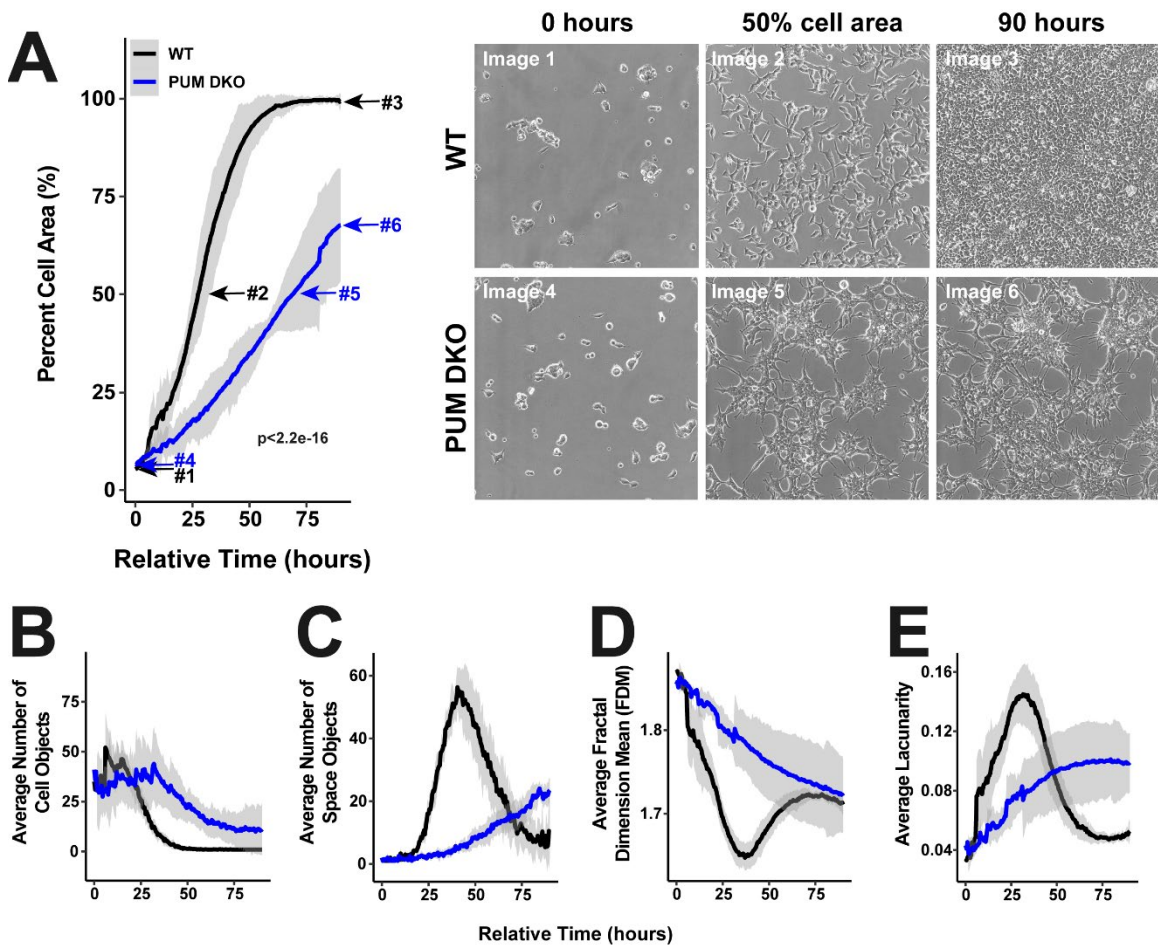 A
WT
PUM DKO
Percent Cell Area (%)
100
75
50
25
0
#3
#6
#2
#5
#4
#1
p<2.2e-16
0
25
50
75
Relative Time (hours)
0 hours
50% cell area
90 hours
WT
Image 1
Image 2
Image 3
PUM DKO
Image 4
Image 5
Image 6
B
Average Number of
Cell Objects
75
50
25
0
0
25
50
75
C
Average Number of
Space Objects
60
40
20
0
0
25
50
75
D
Average Fractal
Dimension Mean (FDM)
1.8
1.7
0
25
50
75
E
Average Lacunarity
0.16
0.12
0.08
0.04
0
25
50
75
Relative Time (hours)